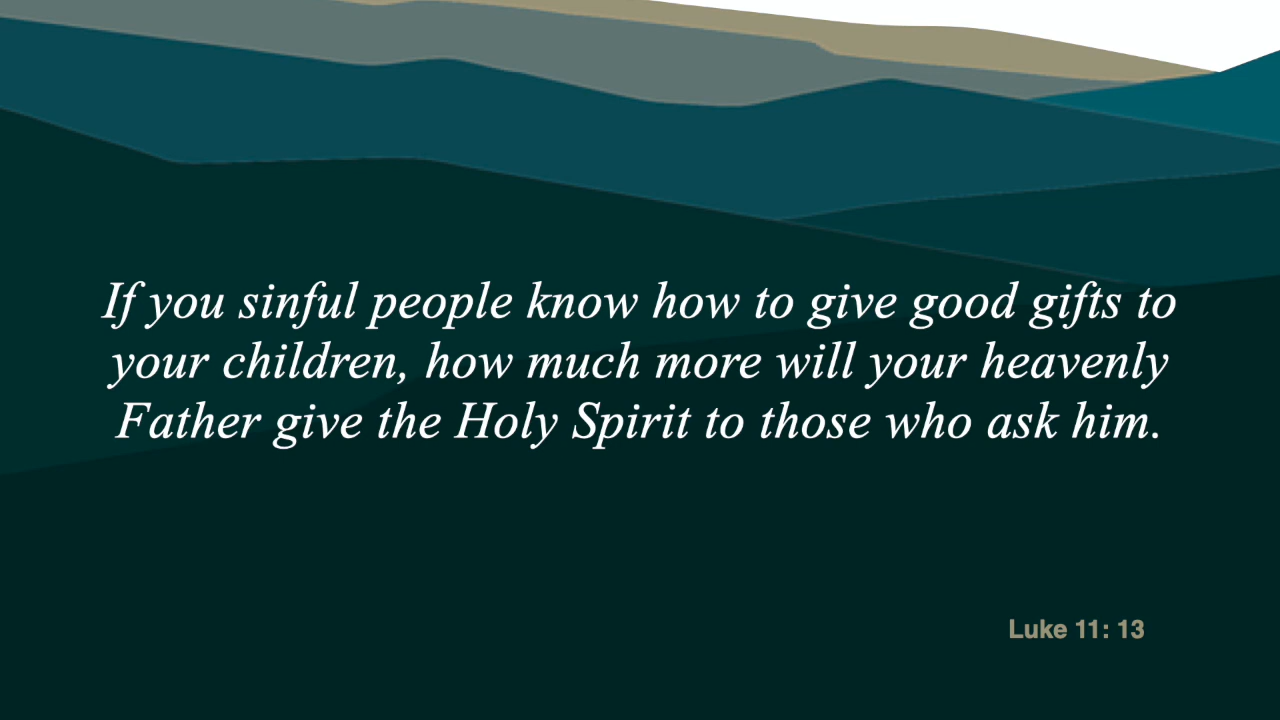 If you sinful people know how to give good gifts to
your children, how much more will your heavenly
Father give the Holy Spirit to those who ask him.
Luke 11: 13